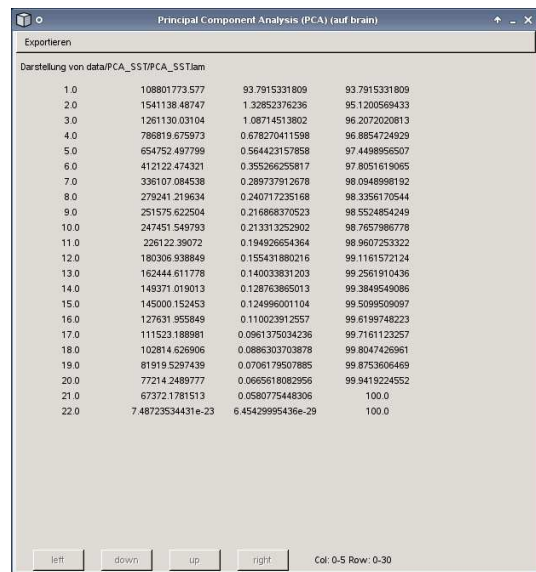 Principal Component Analysis (PCA) (auf brain)
Exportieren
Darstellung von data/PCA_SST/PCA_SST.lam
1.0 108801773.577 93.7915331809 93.7915331809
2.0 1541138.48747 1.32852376236 95.1200569433
3.0 1261130.03104 1.08714513802 96.2072020813
4.0 786819.675973 0.678270411598 96.8854724929
5.0 654752.497799 0.564423157858 97.4498956507
6.0 412122.474321 0.355266255817 97.8051619065
7.0 336107.084538 0.289737912678 98.0948998192
8.0 279241.219634 0.240717235168 98.3356170544
9.0 251575.622504 0.216868370523 98.5524854249
10.0 247451.549793 0.213313252902 98.7657986778
11.0 226122.39072 0.194926654364 98.9607253322
12.0 180306.938849 0.155431880216 99.1161572124
13.0 162444.611778 0.140033831203 99.2561910436
14.0 149371.019013 0.128763865013 99.3849549086
15.0 145000.152453 0.124996001104 99.5099509097
16.0 127631.955849 0.110023912557 99.6199748223
17.0 111523.188981 0.0961375034236 99.7161123257
18.0 102814.626906 0.0886303703878 99.8047426961
19.0 81919.5297439 0.0706179507885 99.8753606469
20.0 77214.2489777 0.0665618082956 99.9419224552
21.0 67372.1781513 0.0580775448306 100.0
22.0 7.48723534431e-23 6.45429995436e-29 100.0
left down up right Col: 0-5 Row: 0-30